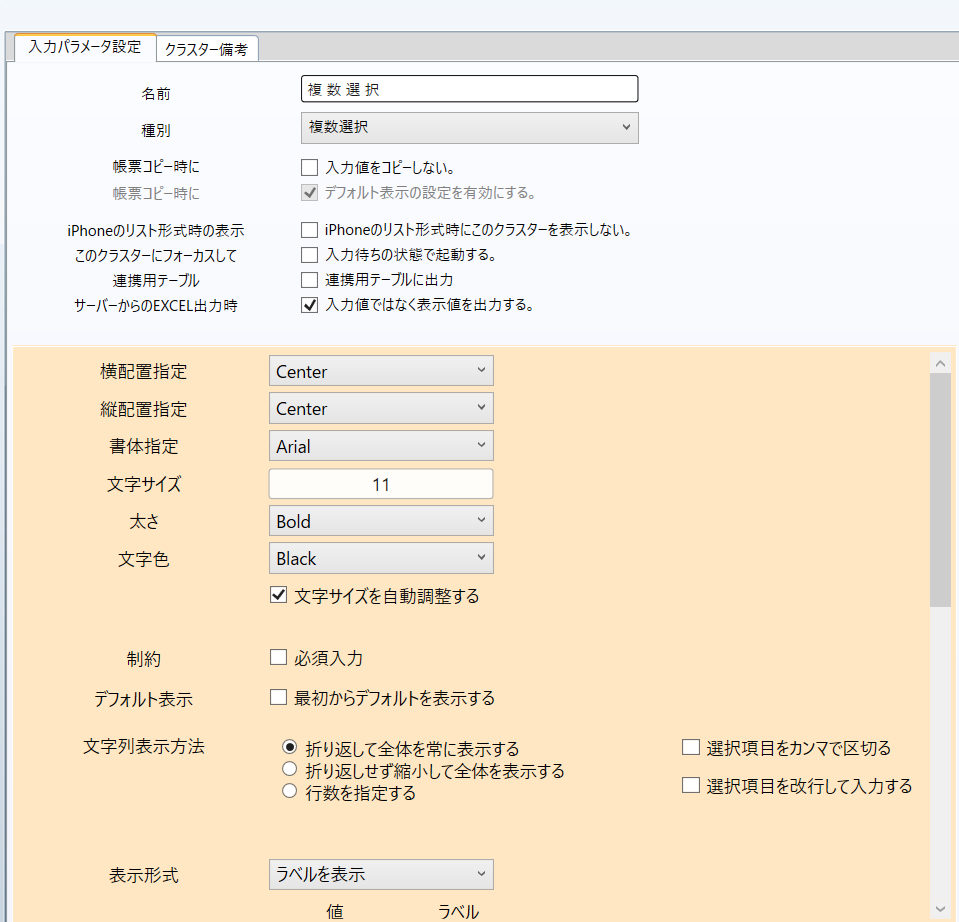 入力パラメータ設定 クラスター備考
名前 複数選択
種別 複数選択
帳票コピー時に 入力値をコピーしない。
帳票コピー時に デフォルト表示の設定を有効にする。
iPhoneのリスト形式時の表示 iPhoneのリスト形式時にこのクラスターを表示しない。
このクラスターにフォーカスして 入力待ちの状態で起動する。
連携用テーブル 連携用テーブルに出力
サーバーからのEXCEL出力時 入力値ではなく表示値を出力する。
横配置指定 Center
縦配置指定 Center
書体指定 Arial
文字サイズ 11
太さ Bold
文字色 Black
文字サイズを自動調整する
制約 必須入力
デフォルト表示 最初からデフォルトを表示する
文字列表示方法 折り返して全体を常に表示する 選択項目をカンマで区切る
折り返しせず縮小して全体を表示する
行数を指定する 選択項目を改行して入力する
表示形式 ラベルを表示
値 ラベル